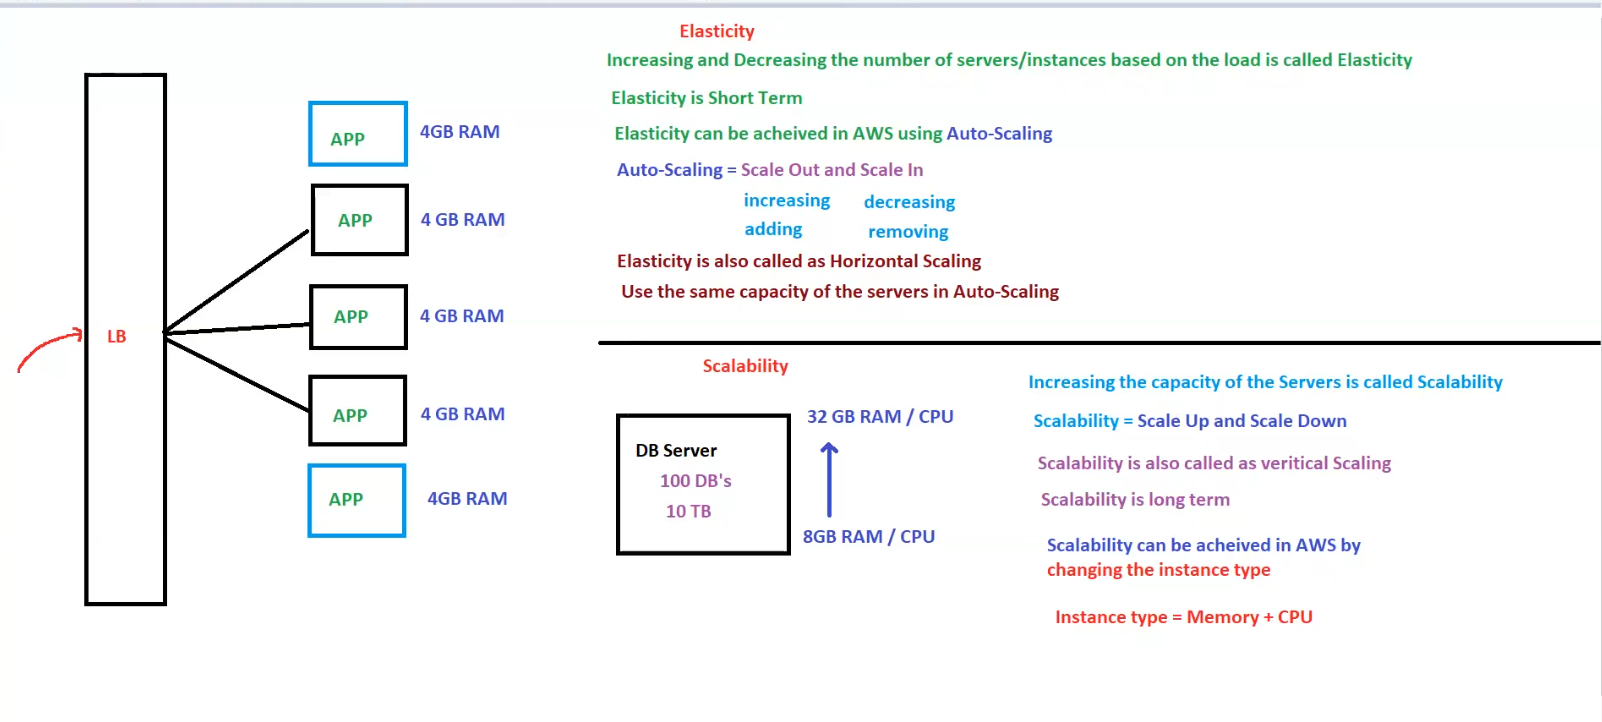 LB
APP 4GB RAM
APP 4 GB RAM
APP 4 GB RAM
APP 4 GB RAM
APP 4GB RAM
Elasticity
Increasing and Decreasing the number of servers/instances based on the load is called Elasticity
Elasticity is Short Term
Elasticity can be acheived in AWS using Auto-Scaling
Auto-Scaling = Scale Out and Scale In
increasing decreasing
adding removing
Elasticity is also called as Horizontal Scaling
Use the same capacity of the servers in Auto-Scaling
Scalability
DB Server
100 DB's
10 TB
32 GB RAM / CPU
8GB RAM / CPU
Increasing the capacity of the Servers is called Scalability
Scalability = Scale Up and Scale Down
Scalability is also called as veritical Scaling
Scalability is long term
Scalability can be acheived in AWS by
changing the instance type
Instance type = Memory + CPU